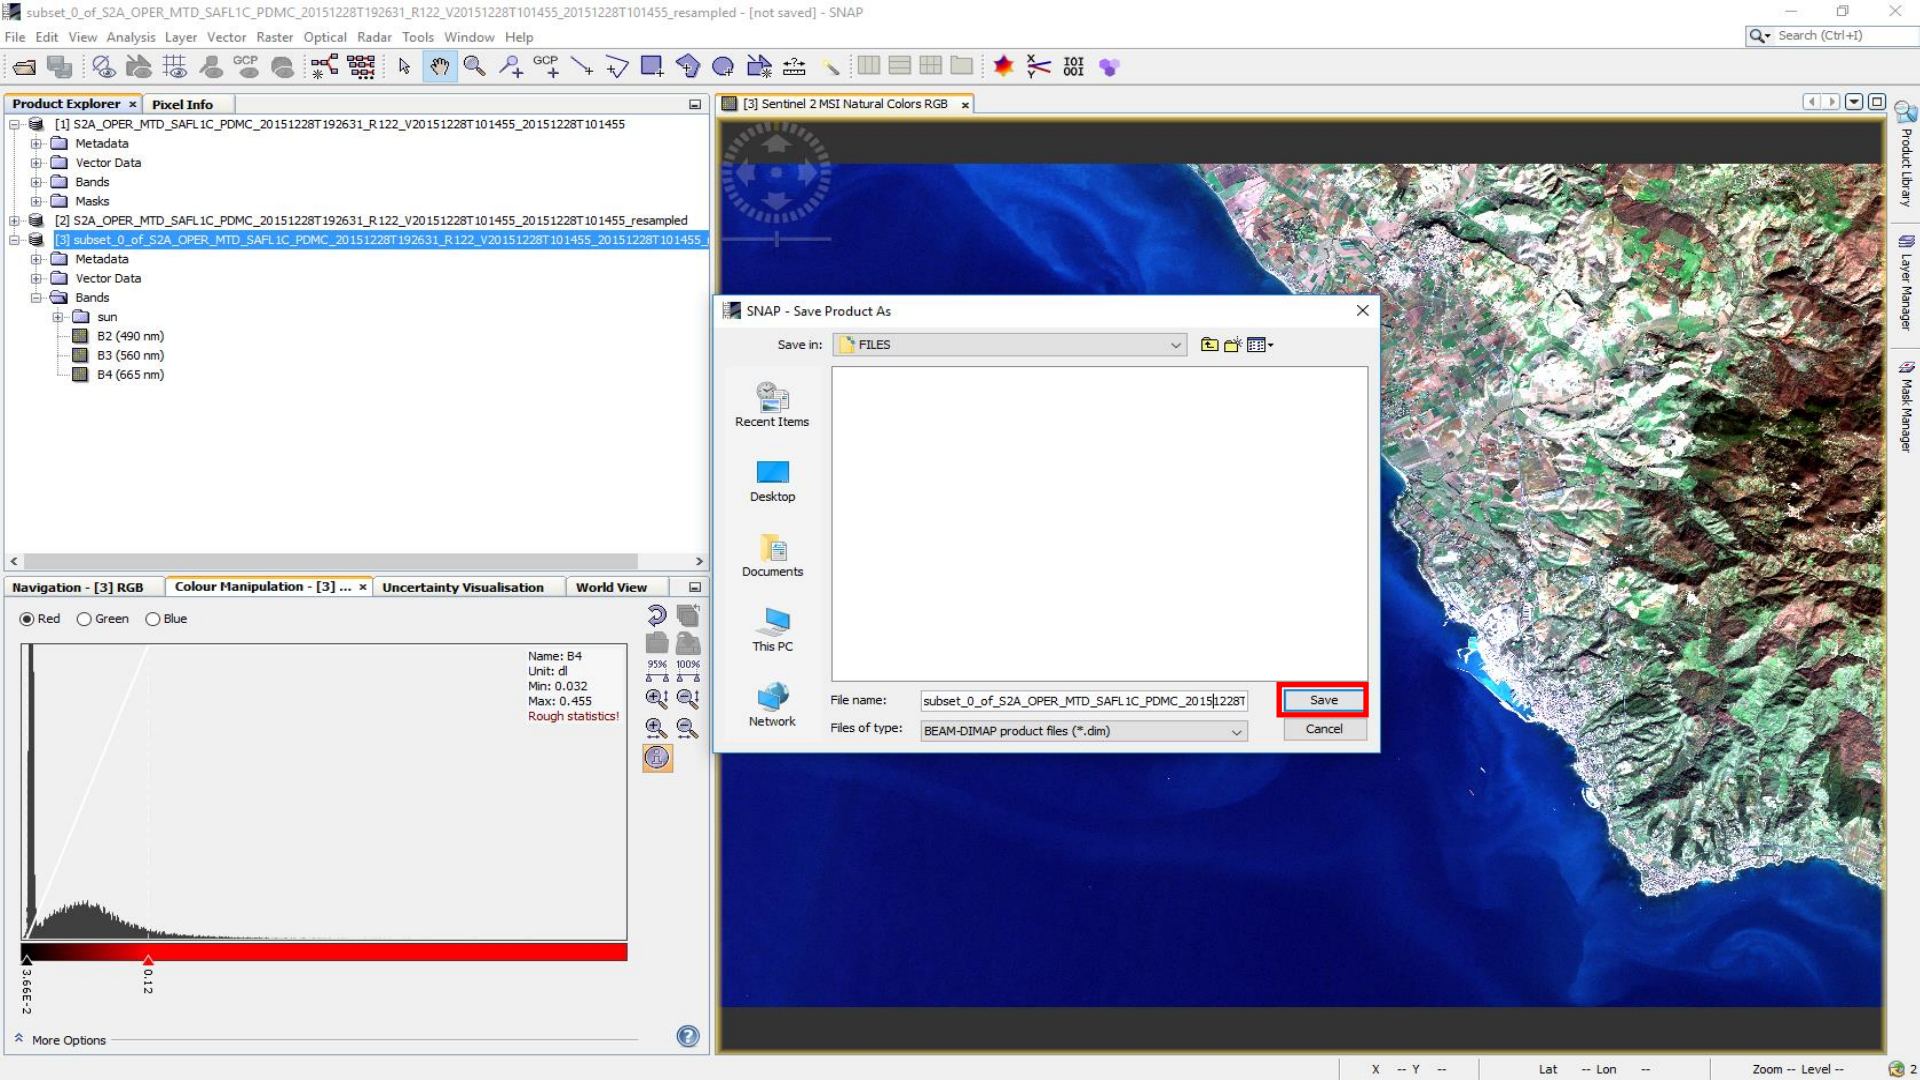 subset_0_of_S2A_OPER_MTD_SAFL1C_PDMC_20151228T192631_R122_V20151228T101455_20151228T101455_resampled - [not saved] - SNAP
File Edit View Analysis Layer Vector Raster Optical Radar Tools Window Help
Search (Ctrl+I)
GCP
GCP
Product Explorer
Pixel Info
[1] S2A_OPER_MTD_SAFL1C_PDMC_20151228T192631_R122_V20151228T101455_20151228T101455
Metadata
Vector Data
Bands
Masks
[2] S2A_OPER_MTD_SAFL1C_PDMC_20151228T192631_R122_V20151228T101455_20151228T101455_resampled
[3] subset_0_of_S2A_OPER_MTD_SAFL1C_PDMC_20151228T192631_R122_V20151228T101455_20151228T101455_
Metadata
Vector Data
Bands
sun
B2 (490 nm)
B3 (560 nm)
B4 (665 nm)
[3] Sentinel 2 MSI Natural Colors RGB
Product Library
Layer Manager
Mask Manager
SNAP - Save Product As
Save in:
FILES
Recent Items
Desktop
Documents
This PC
Network
File name:
subset_0_of_S2A_OPER_MTD_SAFL1C_PDMC_20151228T
Save
Files of type:
BEAM-DIMAP product files (*.dim)
Cancel
Navigation - [3] RGB
Colour Manipulation - [3] ...
Uncertainty Visualisation
World View
Red
Green
Blue
Name: B4
Unit: dl
Min: 0.032
Max: 0.455
Rough statistics!
95%
100%
3.66E-2
0.12
More Options
X -- Y --
Lat -- Lon --
Zoom -- Level --
2